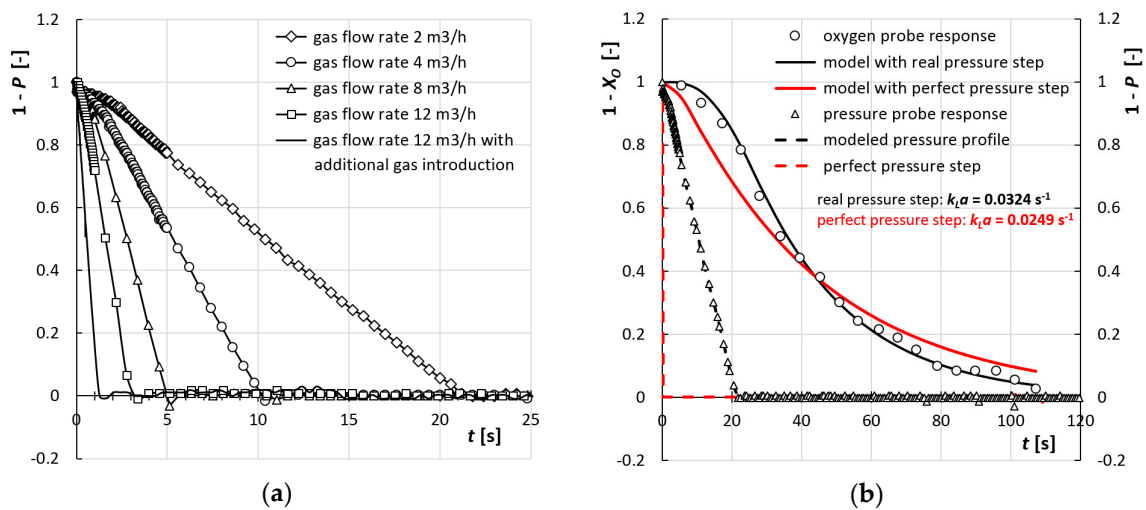 1 - P [-]
1.2
1
0.8
0.6
0.4
0.2
0
-0.2
0
5
10
15
20
25
t [s]
gas flow rate 2 m3/h
gas flow rate 4 m3/h
gas flow rate 8 m3/h
gas flow rate 12 m3/h
gas flow rate 12 m3/h with
additional gas introduction
(a)
1 - XO [-]
1.2
1
0.8
0.6
0.4
0.2
0
-0.2
0
20
40
60
80
100
120
t [s]
oxygen probe response
model with real pressure step
model with perfect pressure step
pressure probe response
modeled pressure profile
perfect pressure step
real pressure step: kLa = 0.0324 s-1
perfect pressure step: kLa = 0.0249 s-1
1 - P [-]
1.2
1
0.8
0.6
0.4
0.2
0
-0.2
(b)